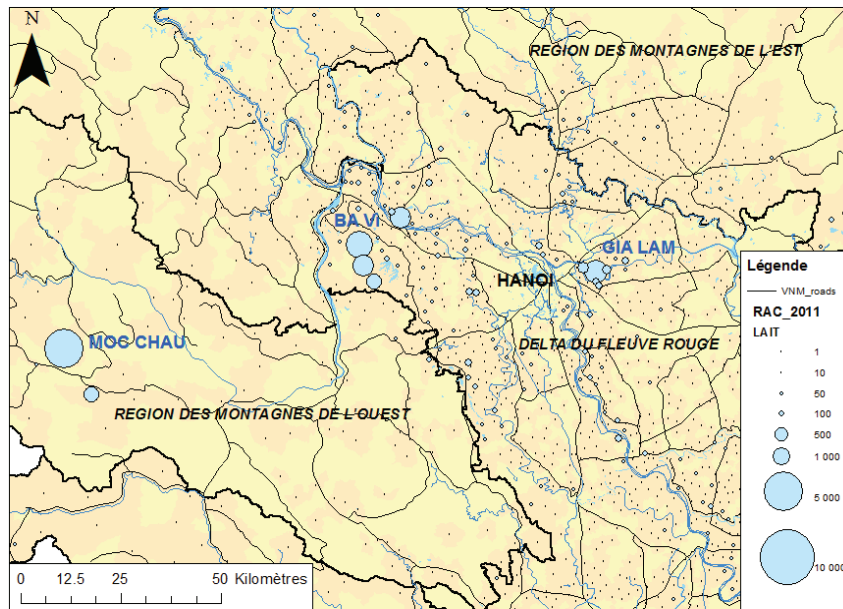 N
REGION DES MONTAGNES DE L'EST
BA VI
GIA LAM
HANOI
MOC CHAU
DELTA DU FLEUVE ROUGE
REGION DES MONTAGNES DE L'OUEST
Légende
VNM_roads
RAC_2011
LAIT
1
10
50
100
500
1 000
5 000
10 000
0 12.5 25 50 Kilomètres